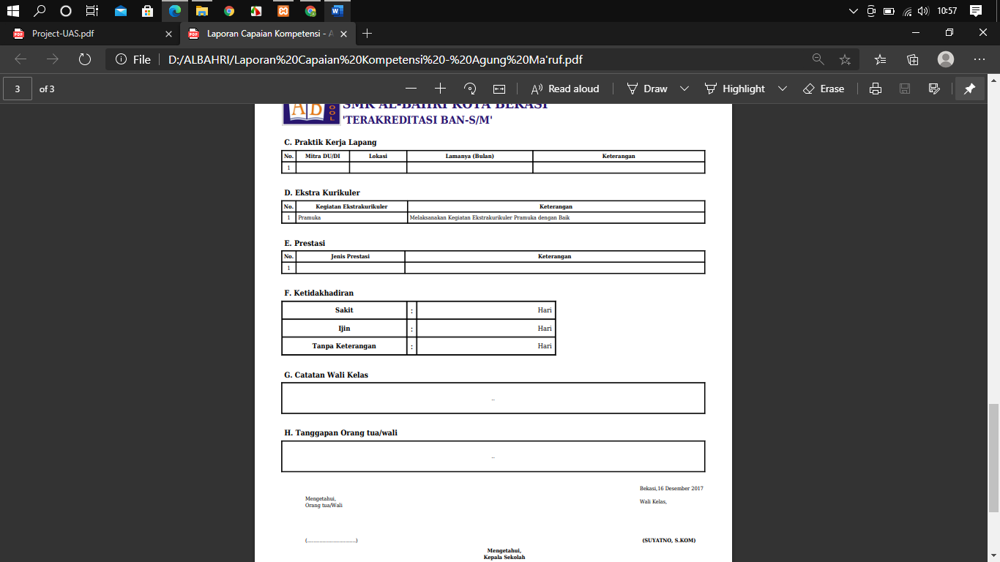 10:57
Project-UAS.pdf
Laporan Capaian Kompetensi - A
File D:/ALBAHRI/Laporan%20Capaian%20Kompetensi%20-%20Agung%20Ma'ruf.pdf
3 of 3 Read aloud Draw Highlight Erase
AB OOL
SMK AL-BAHRI KOTA BEKASI
'TERAKREDITASI BAN-S/M'
C. Praktik Kerja Lapang
No. Mitra DU/DI Lokasi Lamanya (Bulan) Keterangan
1
D. Ekstra Kurikuler
No. Kegiatan Ekstrakurikuler Keterangan
1 Pramuka Melaksanakan Kegiatan Ekstrakurikuler Pramuka dengan Baik
E. Prestasi
No. Jenis Prestasi Keterangan
1
F. Ketidakhadiran
Sakit : Hari
Ijin : Hari
Tanpa Keterangan : Hari
G. Catatan Wali Kelas
..
H. Tanggapan Orang tua/wali
..
Bekasi,16 Desember 2017
Mengetahui,
Orang tua/Wali
Wali Kelas,
(................................)
(SUYATNO, S.KOM)
Mengetahui,
Kepala Sekolah